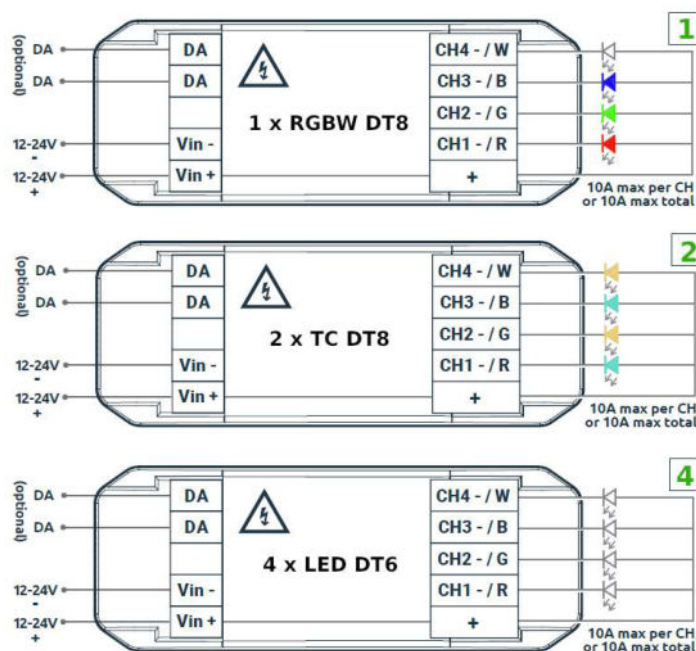 DA
DA
(optional)
12-24V
-
12-24V
+
DA
DA
Vin -
Vin +
1 x RGBW DT8
CH4 - / W
CH3 - / B
CH2 - / G
CH1 - / R
+
1
10A max per CH
or 10A max total
DA
DA
(optional)
12-24V
-
12-24V
+
DA
DA
Vin -
Vin +
2 x TC DT8
CH4 - / W
CH3 - / B
CH2 - / G
CH1 - / R
+
2
10A max per CH
or 10A max total
DA
DA
(optional)
12-24V
-
12-24V
+
DA
DA
Vin -
Vin +
4 x LED DT6
CH4 - / W
CH3 - / B
CH2 - / G
CH1 - / R
+
4
10A max per CH
or 10A max total